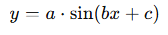 y = a · sin(bx + c)